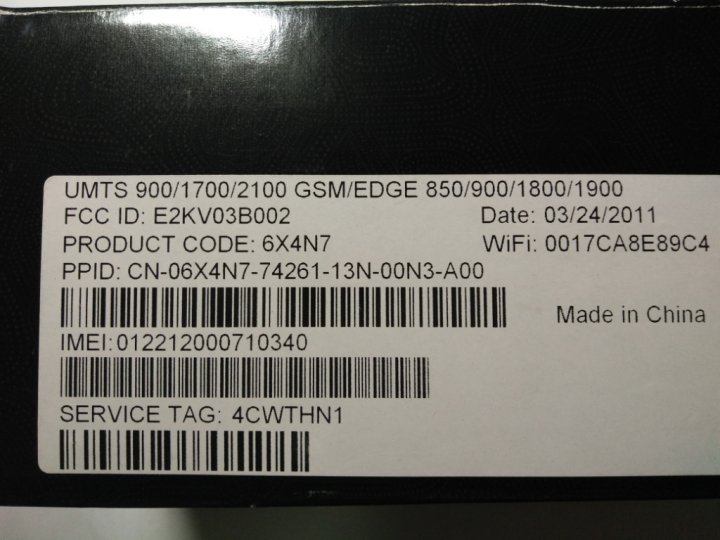 UMTS 900/1700/2100 GSM/EDGE 850/900/1800/1900
FCC ID: E2KV03B002 Date: 03/24/2011
PRODUCT CODE: 6X4N7 WiFi: 0017CA8E89C4
PPID: CN-06X4N7-74261-13N-00N3-A00
Made in China
IMEI:012212000710340
SERVICE TAG: 4CWTHN1